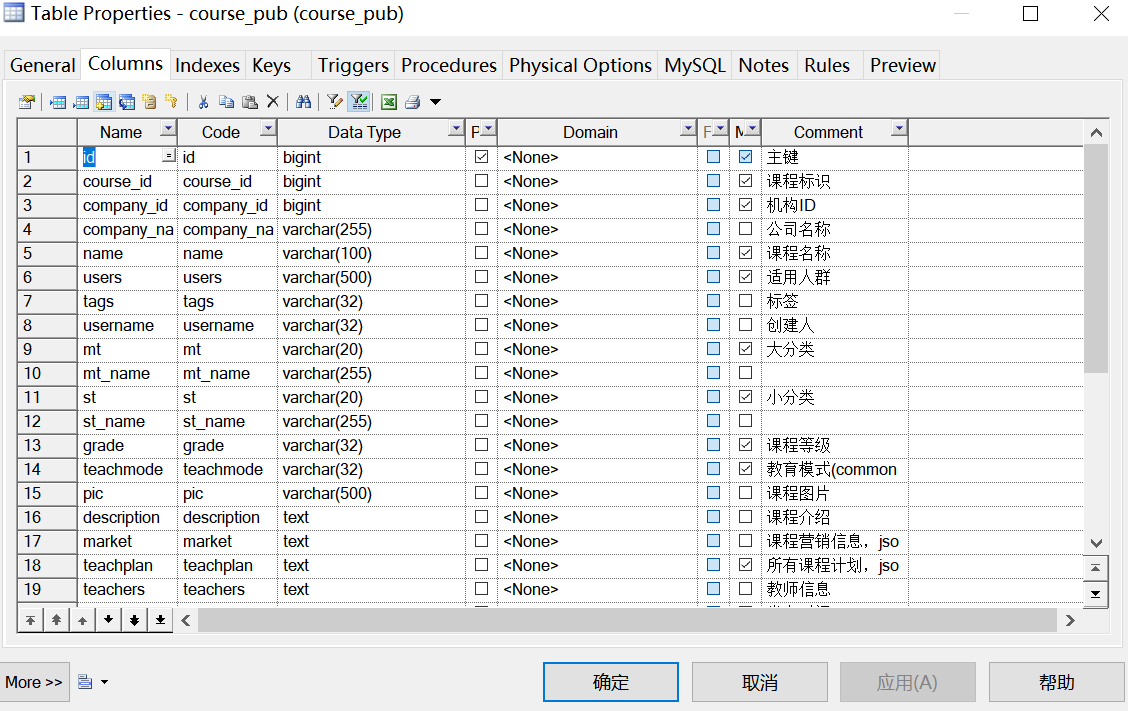 Table Properties - course_pub (course_pub)
General Columns Indexes Keys Triggers Procedures Physical Options MySQL Notes Rules Preview
Name Code Data Type P Domain F M Comment
1 id id bigint <None> 主键
2 course_id course_id bigint <None> 课程标识
3 company_id company_id bigint <None> 机构ID
4 company_na company_na varchar(255) <None> 公司名称
5 name name varchar(100) <None> 课程名称
6 users users varchar(500) <None> 适用人群
7 tags tags varchar(32) <None> 标签
8 username username varchar(32) <None> 创建人
9 mt mt varchar(20) <None> 大分类
10 mt_name mt_name varchar(255) <None>
11 st st varchar(20) <None> 小分类
12 st_name st_name varchar(255) <None>
13 grade grade varchar(32) <None> 课程等级
14 teachmode teachmode varchar(32) <None> 教育模式(common
15 pic pic varchar(500) <None> 课程图片
16 description description text <None> 课程介绍
17 market market text <None> 课程营销信息，jso
18 teachplan teachplan text <None> 所有课程计划，jso
19 teachers teachers text <None> 教师信息
More >> 确定 取消 应用(A) 帮助